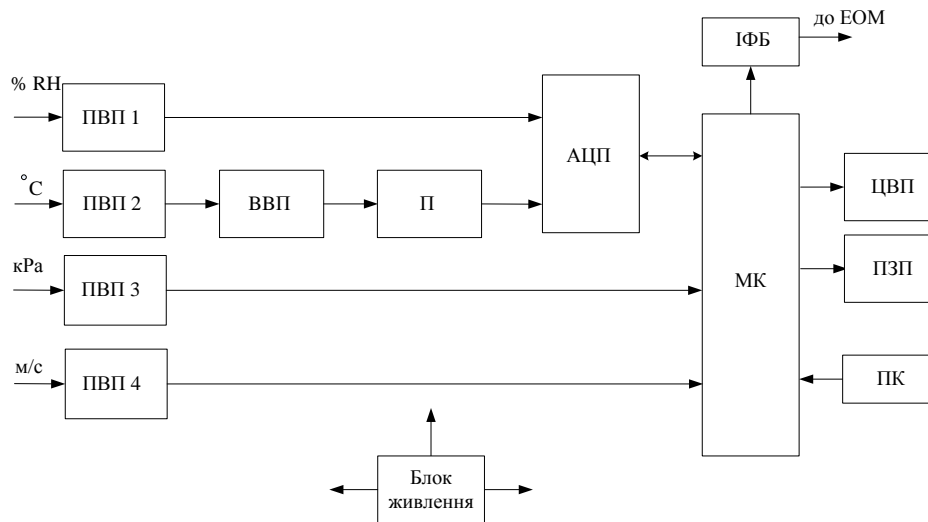 до ЕОМ
ІФБ
% RH
ПВП 1
АЦП
°С
ПВП 2
ВВП
П
ЦВП
кРа
ПВП 3
МК
ПЗП
м/с
ПВП 4
ПК
Блок
живлення